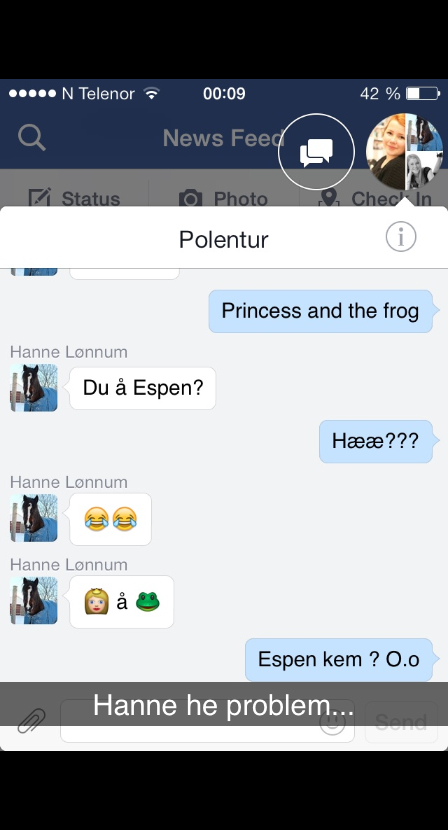 N Telenor 00:09 42 %
News Feed
Status Photo Check In
Polentur
Princess and the frog
Hanne Lønnum
Du å Espen?
Hææ???
Hanne Lønnum
😂😂
Hanne Lønnum
👸 å 🐸
Espen kem ? O.o
Hanne he problem...
Send